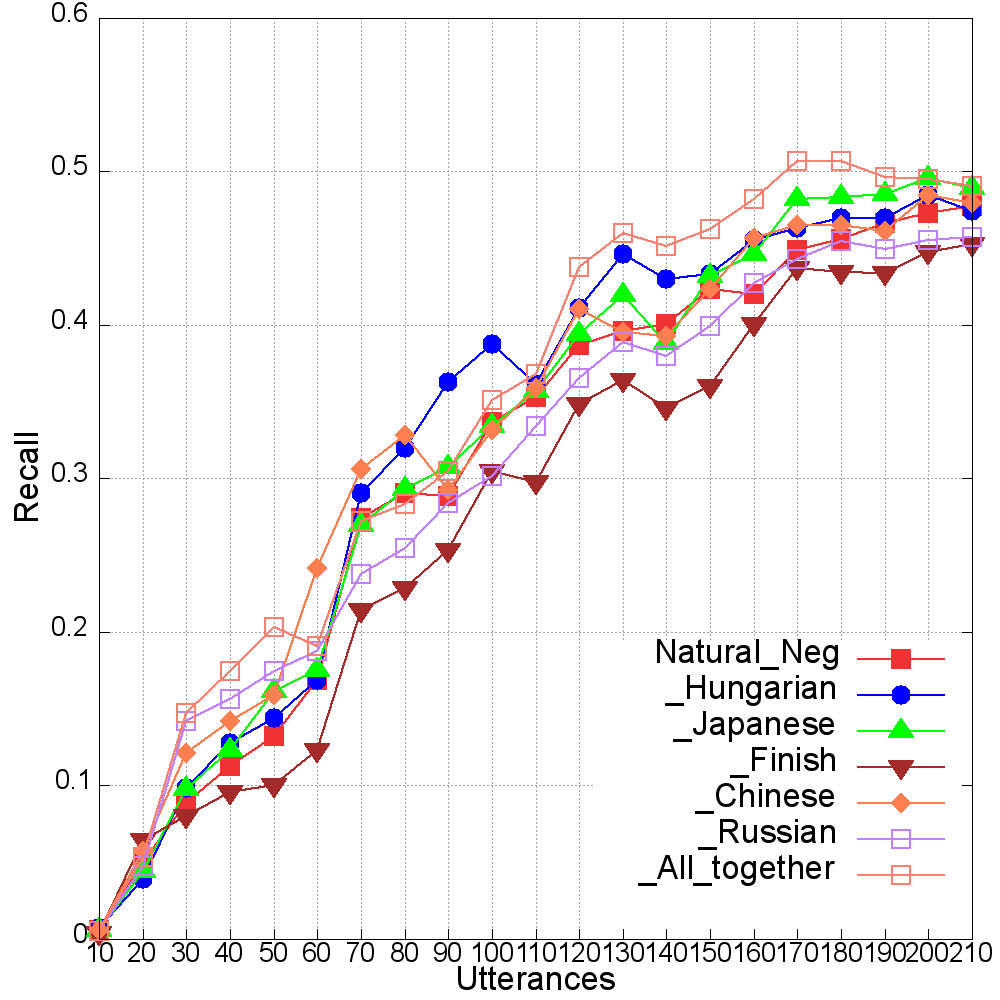 0.6
0.5
0.4
0.3
0.2
0.1
0
Recall
10 20 30 40 50 60 70 80 90 100 110 120 130 140 150 160 170 180 190 200 210
Utterances
Natural_Neg
_Hungarian
_Japanese
_Finish
_Chinese
_Russian
_All_together